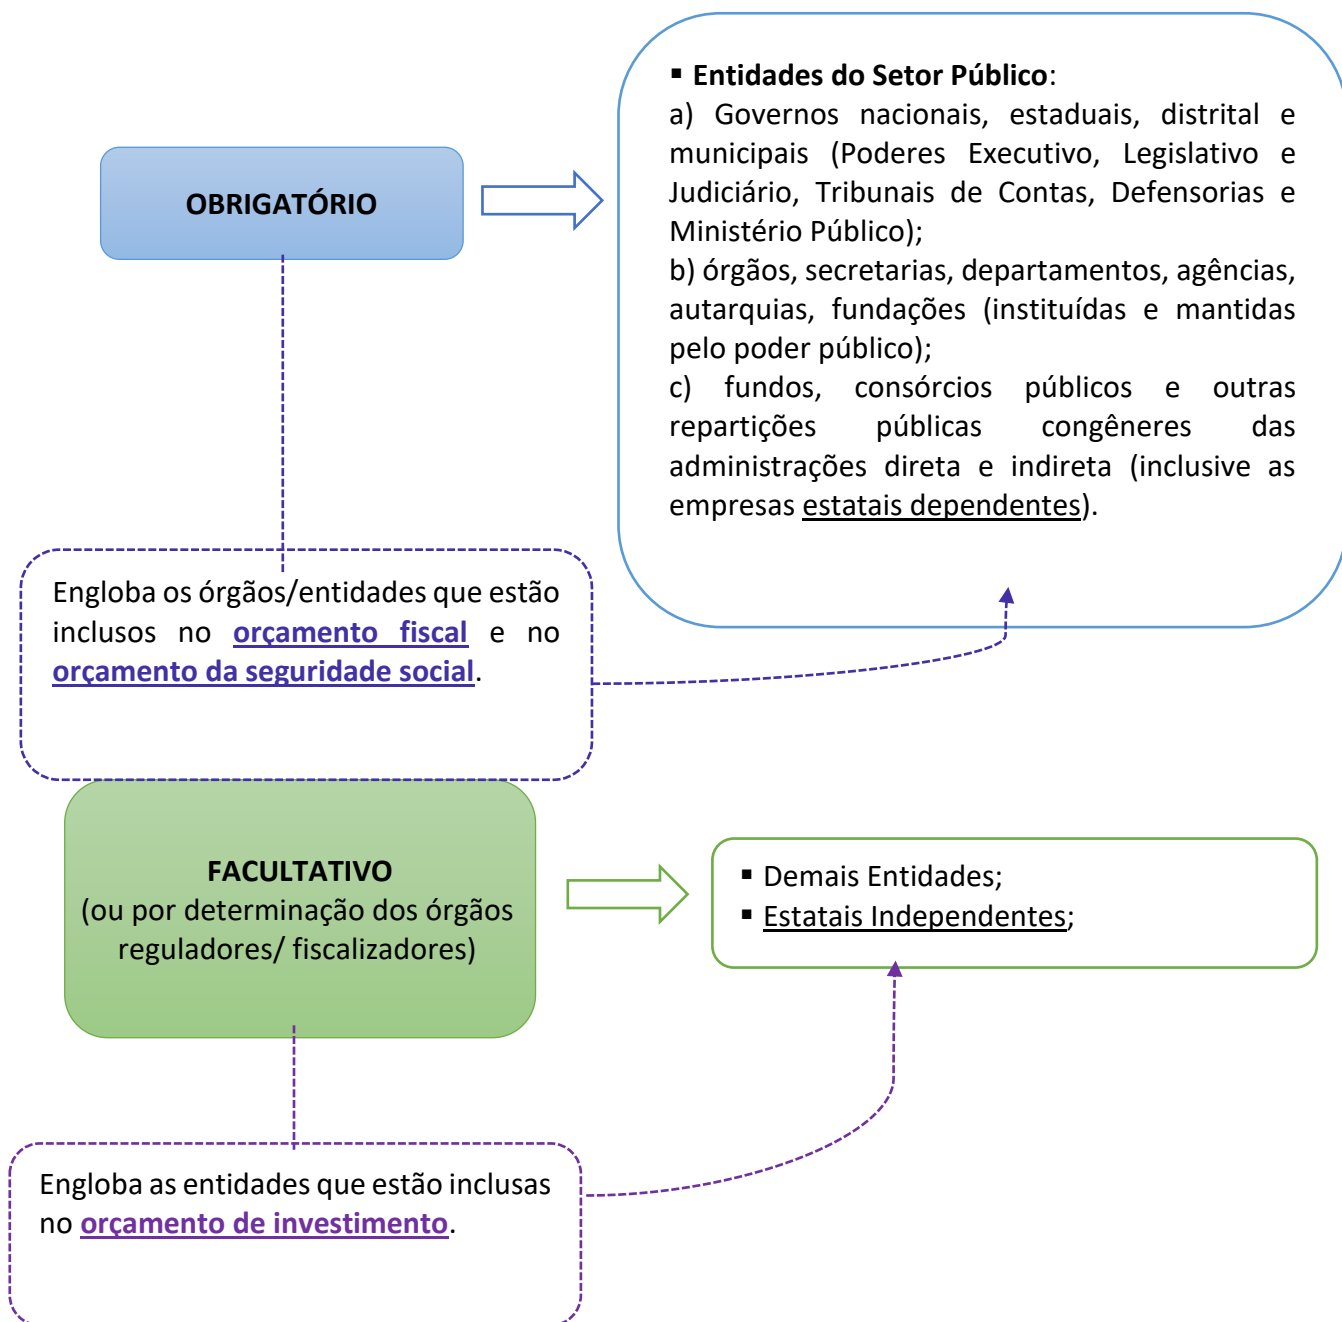 ▪ Entidades do Setor Público:
a) Governos nacionais, estaduais, distrital e
municipais (Poderes Executivo, Legislativo e
Judiciário, Tribunais de Contas, Defensorias e
Ministério Público);
b) órgãos, secretarias, departamentos, agências,
autarquias, fundações (instituídas e mantidas
pelo poder público);
c) fundos, consórcios públicos e outras
repartições públicas congêneres das
administrações direta e indireta (inclusive as
empresas estatais dependentes).
OBRIGATÓRIO
Engloba os órgãos/entidades que estão
inclusos no orçamento fiscal e no
orçamento da seguridade social.
FACULTATIVO
(ou por determinação dos órgãos
reguladores/ fiscalizadores)
▪ Demais Entidades;
▪ Estatais Independentes;
Engloba as entidades que estão inclusas
no orçamento de investimento.